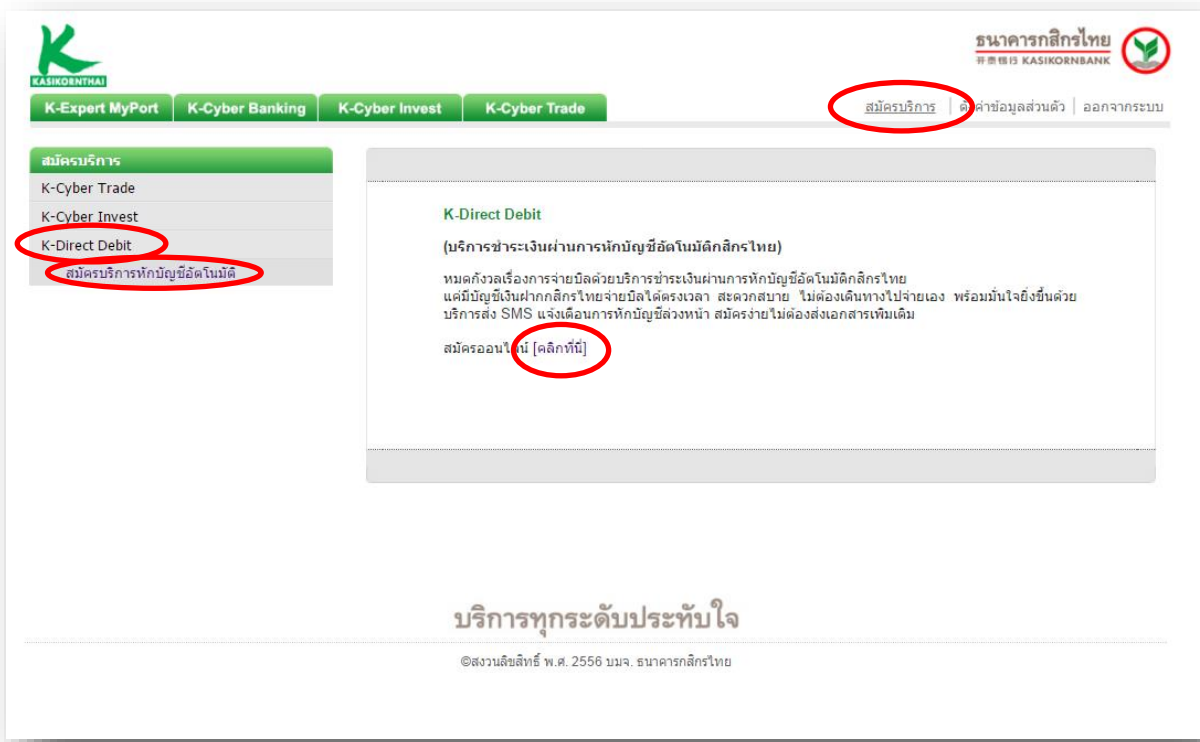 K
KASIKORNTHAI
ธนาคารกสิกรไทย
开泰银行 KASIKORNBANK
K-Expert MyPort K-Cyber Banking K-Cyber Invest K-Cyber Trade
สมัครบริการ | ตั้งค่าข้อมูลส่วนตัว | ออกจากระบบ
สมัครบริการ
K-Cyber Trade
K-Cyber Invest
K-Direct Debit
สมัครบริการหักบัญชีอัตโนมัติ
K-Direct Debit
(บริการชำระเงินผ่านการหักบัญชีอัตโนมัติกสิกรไทย)
หมดกังวลเรื่องการจ่ายบิลด้วยบริการชำระเงินผ่านการหักบัญชีอัตโนมัติกสิกรไทย
แค่มีบัญชีเงินฝากกสิกรไทยจ่ายบิลได้ตรงเวลา สะดวกสบาย ไม่ต้องเดินทางไปจ่ายเอง พร้อมมั่นใจยิ่งขึ้นด้วย
บริการส่ง SMS แจ้งเตือนการหักบัญชีล่วงหน้า สมัครง่ายไม่ต้องส่งเอกสารเพิ่มเติม
สมัครออนไลน์ [คลิกที่นี่]
บริการทุกระดับประทับใจ
©สงวนลิขสิทธิ์ พ.ศ. 2556 บมจ. ธนาคารกสิกรไทย